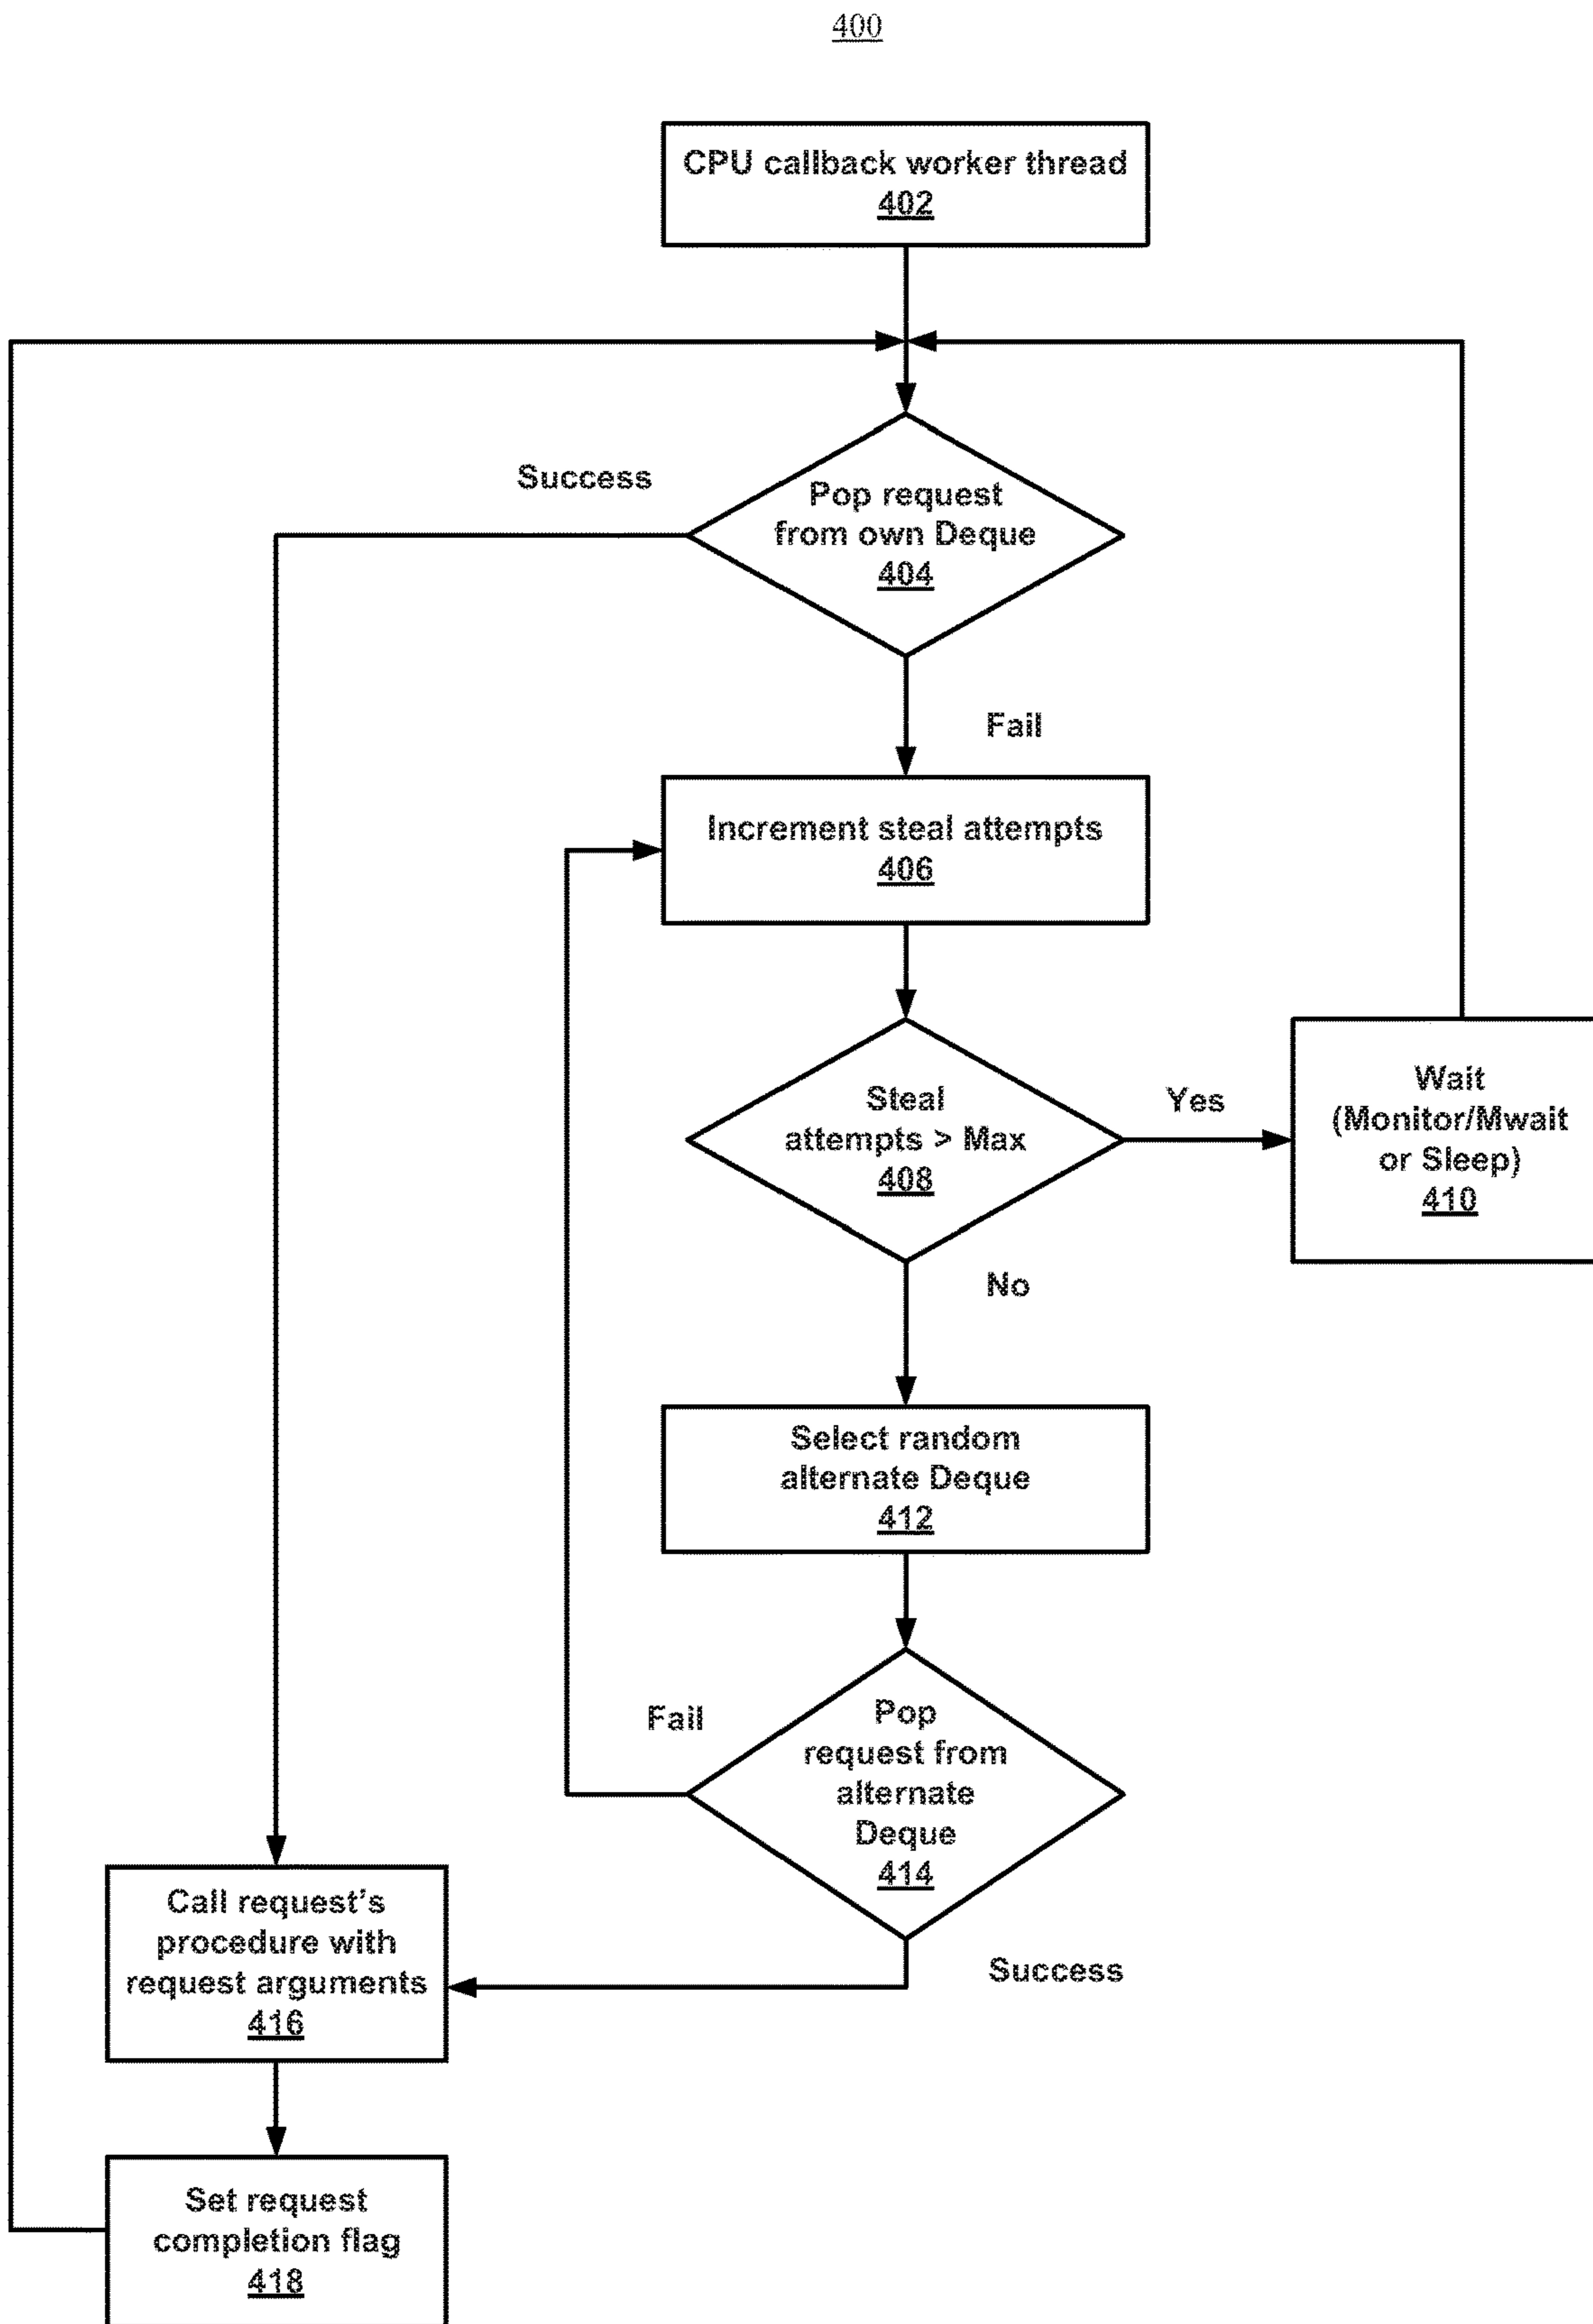 400
CPU callback worker thread
402
Success
Pop request
from own Deque
404
Fail
Increment steal attempts
406
Steal
attempts > Max
408
Yes
Wait
(Monitor/Mwait
or Sleep)
410
No
Select random
alternate Deque
412
Fail
Pop
request from
alternate
Deque
414
Success
Call request's
procedure with
request arguments
416
Set request
completion flag
418